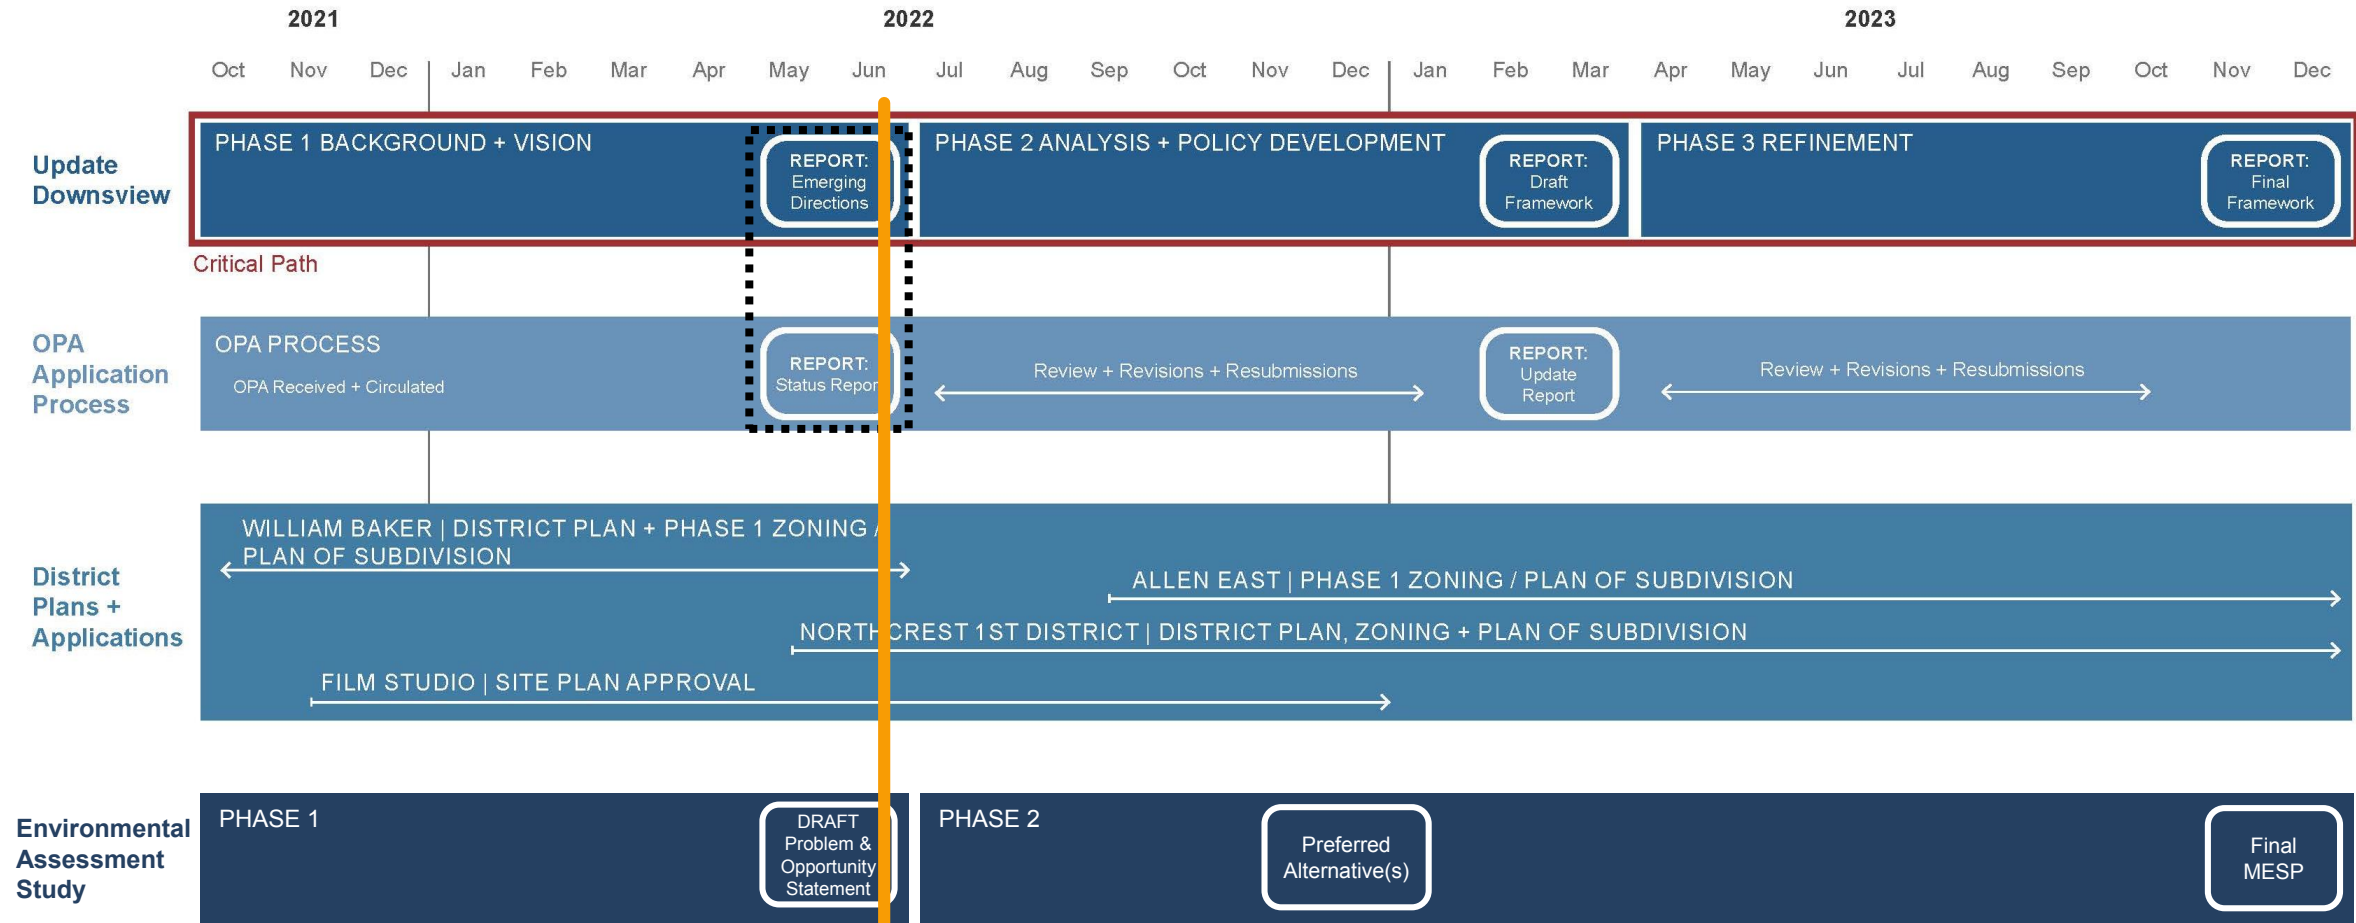 2021
2022
2023
Oct Nov Dec Jan Feb Mar Apr May Jun Jul Aug Sep Oct Nov Dec Jan Feb Mar Apr May Jun Jul Aug Sep Oct Nov Dec
Update
Downsview
PHASE 1 BACKGROUND + VISION
REPORT:
Emerging
Directions
PHASE 2 ANALYSIS + POLICY DEVELOPMENT
REPORT:
Draft
Framework
PHASE 3 REFINEMENT
REPORT:
Final
Framework
Critical Path
OPA
Application
Process
OPA PROCESS
OPA Received + Circulated
REPORT:
Status Repor
Review + Revisions + Resubmissions
REPORT:
Update
Report
Review + Revisions + Resubmissions
District
Plans +
Applications
WILLIAM BAKER | DISTRICT PLAN + PHASE 1 ZONING /
PLAN OF SUBDIVISION
ALLEN EAST | PHASE 1 ZONING / PLAN OF SUBDIVISION
NORTHCREST 1ST DISTRICT | DISTRICT PLAN, ZONING + PLAN OF SUBDIVISION
FILM STUDIO | SITE PLAN APPROVAL
Environmental
Assessment
Study
PHASE 1
DRAFT
Problem &
Opportunity
Statement
PHASE 2
Preferred
Alternative(s)
Final
MESP